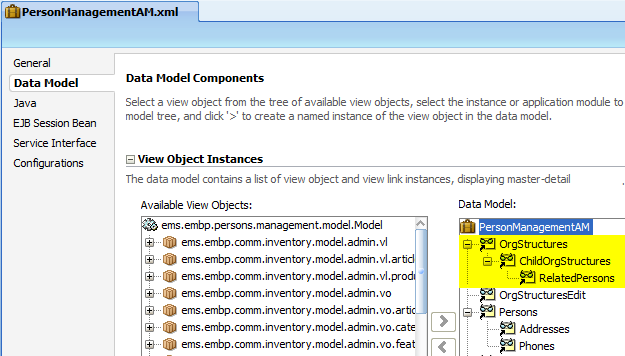 PersonManagementAM.xml
General
Data Model
Java
EJB Session Bean
Service Interface
Configurations
Data Model Components
Select a view object from the tree of available view objects, select the instance or application module to
model tree, and click '>' to create a named instance of the view object in the data model.
View Object Instances
The data model contains a list of view object and view link instances, displaying master-detail
Available View Objects:
ems.embp.persons.management.model.Model
ems.embp.comm.inventory.model.admin.vl
ems.embp.comm.inventory.model.admin.vl.articl
ems.embp.comm.inventory.model.admin.vl.produ
ems.embp.comm.inventory.model.admin.vo
ems.embp.comm.inventory.model.admin.vo.artic
ems.embp.comm.inventory.model.admin.vo.cate
ems.embp.comm.inventory.model.admin.vo.feat
Data Model:
PersonManagementAM
OrgStructures
ChildOrgStructures
RelatedPersons
OrgStructuresEdit
Persons
Addresses
Phones